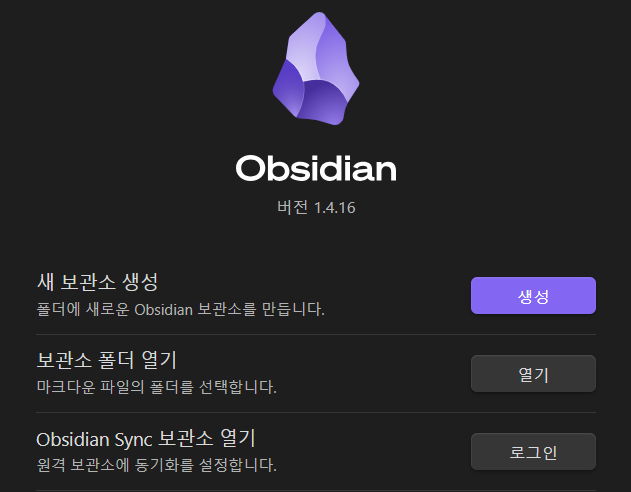 Obsidian
버전 1.4.16
새 보관소 생성
폴더에 새로운 Obsidian 보관소를 만듭니다.
생성
보관소 폴더 열기
마크다운 파일의 폴더를 선택합니다.
열기
Obsidian Sync 보관소 열기
원격 보관소에 동기화를 설정합니다.
로그인